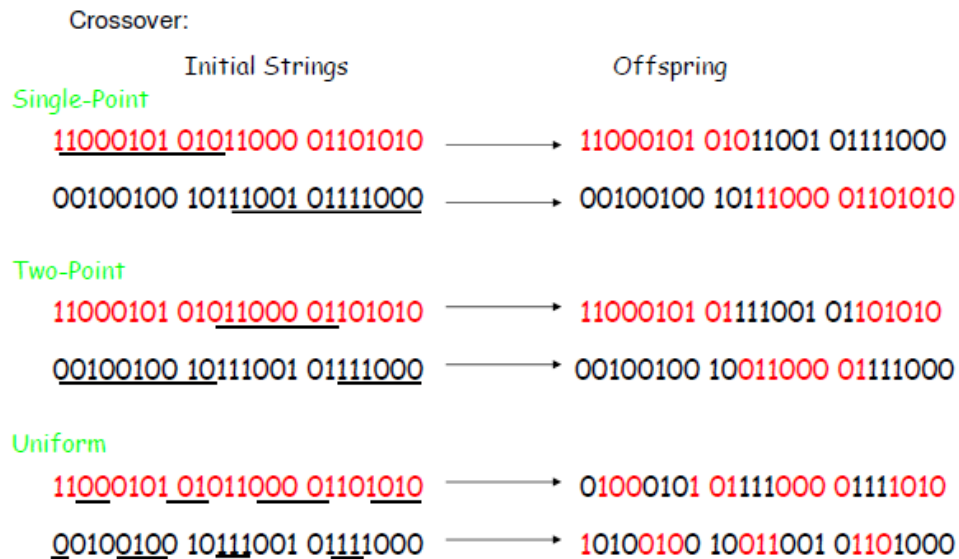 Crossover:
Initial Strings Offspring
Single-Point
11000101 01011000 01101010 11000101 01011001 01111000
00100100 10111001 01111000 00100100 10111000 01101010
Two-Point
11000101 01011000 01101010 11000101 01111001 01101010
00100100 10111001 01111000 00100100 10011000 01111000
Uniform
11000101 01011000 01101010 01000101 01111000 01111010
00100100 10111001 01111000 10100100 10011001 01101000